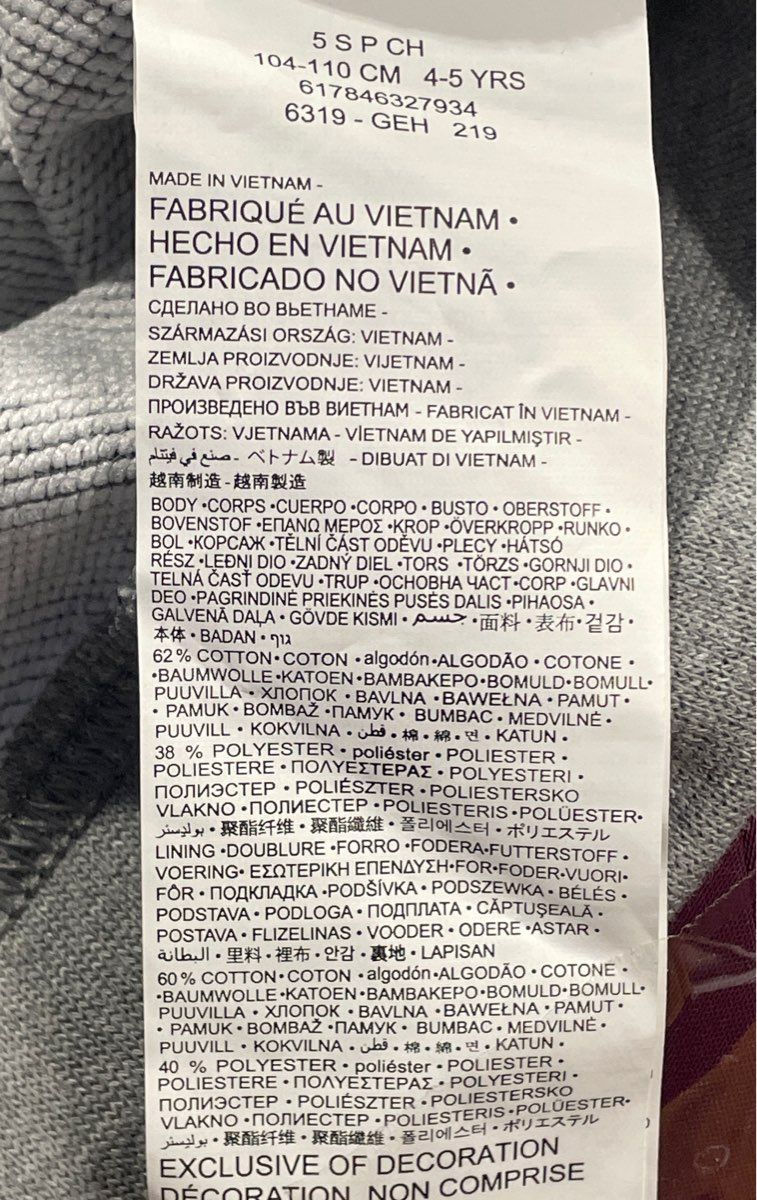 5 S P CH
104-110 CM 4-5 YRS
617846327934
6319 - GEH 219
MADE IN VIETNAM -
FABRIQUÉ AU VIETNAM •
HECHO EN VIETNAM •
FABRICADO NO VIETNÃ •
СДЕЛАНО ВО ВЬЕТНАМЕ -
SZÁRMAZÁSI ORSZÁG: VIETNAM -
ZEMLJA PROIZVODNJE: VIJETNAM -
DRŽAVA PROIZVODNJE: VIETNAM -
ПРОИЗВЕДЕНО ВЪВ ВИЕТНАМ - FABRICAT ÎN VIETNAM -
RAŽOTS: VJETNAMA - VİETNAM DE YAPILMIŞTIR -
صنع في فيتنام - ベトナム製 - DIBUAT DI VIETNAM -
越南制造 - 越南製造
BODY •CORPS •CUERPO •CORPO • BUSTO • OBERSTOFF •
BOVENSTOF •ΕΠΑΝΩ ΜΕΡΟΣ •KROP •ÖVERKROPP •RUNKO •
BOL •КОРСАЖ •TĚLNÍ ČÁST ODĚVU •PLECY •HÁTSÓ
RÉSZ •LEĐNI DIO •ZADNÝ DIEL •TORS •TÖRZS •GORNJI DIO •
TELNÁ ČASŤ ODEVU •TRUP •ОСНОВНА ЧАСТ •CORP •GLAVNI
DEO •PAGRINDINĖ PRIEKINĖS PUSĖS DALIS •PIHAOSA •
GALVENĀ DAĻA • GÖVDE KISMI • جسم •面料 • 表布 • 겉감 •
本体 • BADAN • גוף
62 % COTTON • COTON • algodón •ALGODÃO • COTONE •
•BAUMWOLLE •KATOEN •ΒΑΜΒΑΚΕΡΟ •BOMULD •BOMULL•
PUUVILLA • ХЛОПОК • BAVLNA •BAWEŁNA • PAMUT •
• PAMUK • BOMBAŽ •ПАМУК • BUMBAC • MEDVILNĖ •
PUUVILL • KOKVILNA • قطن • 棉 • 綿 • 면 • KATUN •
38 % POLYESTER • poliéster • POLIESTER •
POLIESTERE • ΠΟΛΥΕΣΤΕΡΑΣ • POLYESTERI •
ПОЛИЭСТЕР • POLIÉSZTER • POLIESTERSKO
VLAKNO •ПОЛИЕСТЕР • POLIESTERIS •POLÜESTER•
بوليستر • 聚酯纤维 • 聚酯纖維 • 폴리에스터 • ポリエステル
LINING •DOUBLURE •FORRO •FODERA•FUTTERSTOFF •
VOERING• ΕΣΩΤΕΡΙΚΗ ΕΠΕΝΔΥΣΗ•FOR•FODER•VUORI•
FÔR • ПОДКЛАДКА •PODŠÍVKA • PODSZEWKA • BÉLÉS •
PODSTAVA • PODLOGA • ПОДПЛАТА • CĂPTUŞEALĂ •
POSTAVA • FLIZELINAS • VOODER • ODERE •ASTAR •
البطانة • 里料 • 裡布 • 안감 • 裏地 • LAPISAN
60 % COTTON • COTON • algodón •ALGODÃO • COTONE •
•BAUMWOLLE •KATOEN •ΒΑΜΒΑΚΕΡΟ •BOMULD •BOMULL•
PUUVILLA • ХЛОПОК • BAVLNA •BAWEŁNA • PAMUT •
• PAMUK • BOMBAŽ •ПАМУК • BUMBAC • MEDVILNĖ •
PUUVILL • KOKVILNA • قطن • 棉 • 綿 • 면 • KATUN •
40 % POLYESTER • poliéster • POLIESTER •
POLIESTERE • ΠΟΛΥΕΣΤΕΡΑΣ • POLYESTERI •
ПОЛИЭСТЕР • POLIÉSZTER • POLIESTERSKO
VLAKNO •ПОЛИЕСТЕР • POLIESTERIS •POLÜESTER•
بوليستر • 聚酯纤维 • 聚酯纖維 • 폴리에스터 • ポリエステル
EXCLUSIVE OF DECORATION
DÉCORATION NON COMPRISE